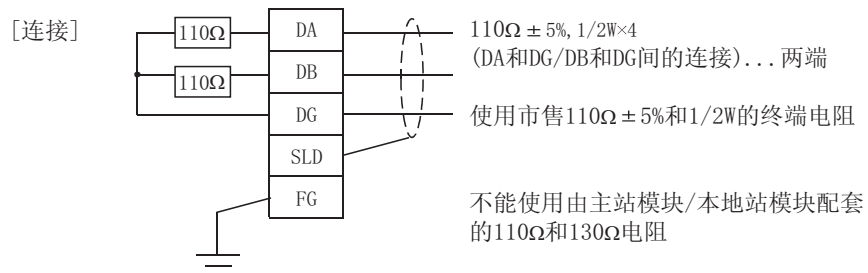 [连接]
110Ω
DA
110Ω±5%,1/2W×4
(DA和DG/DB和DG间的连接)...两端
110Ω
DB
DG
使用市售110Ω±5%和1/2W的终端电阻
SLD
FG
不能使用由主站模块/本地站模块配套
的110Ω和130Ω电阻